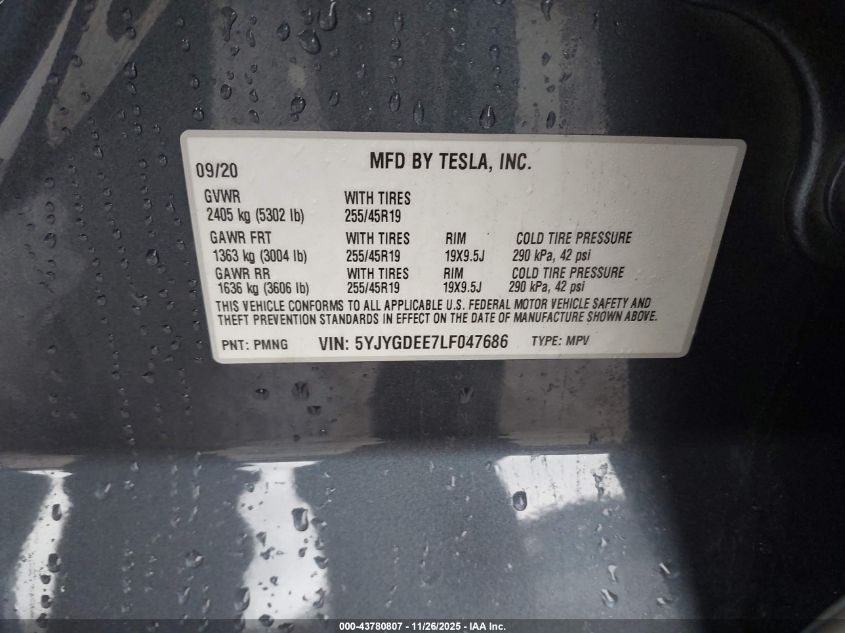 09/20 MFD BY TESLA, INC.
GVWR WITH TIRES
2405 kg (5302 lb) 255/45R19
GAWR FRT WITH TIRES RIM COLD TIRE PRESSURE
1363 kg (3004 lb) 255/45R19 19X9.5J 290 kPa, 42 psi
GAWR RR WITH TIRES RIM COLD TIRE PRESSURE
1636 kg (3606 lb) 255/45R19 19X9.5J 290 kPa, 42 psi
THIS VEHICLE CONFORMS TO ALL APPLICABLE U.S. FEDERAL MOTOR VEHICLE SAFETY AND
THEFT PREVENTION STANDARDS IN EFFECT ON THE DATE OF MANUFACTURE SHOWN ABOVE.
PNT: PMNG VIN: 5YJYGDEE7LF047686 TYPE: MPV
000-43780807 - 11/26/2025 - IAA Inc.